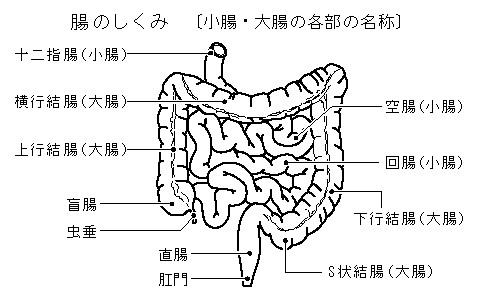 腸のしくみ 〔小腸・大腸の各部の名称〕
十二指腸(小腸)
横行結腸(大腸)
空腸(小腸)
上行結腸(大腸)
回腸(小腸)
盲腸
下行結腸(大腸)
虫垂
直腸
S状結腸(大腸)
肛門